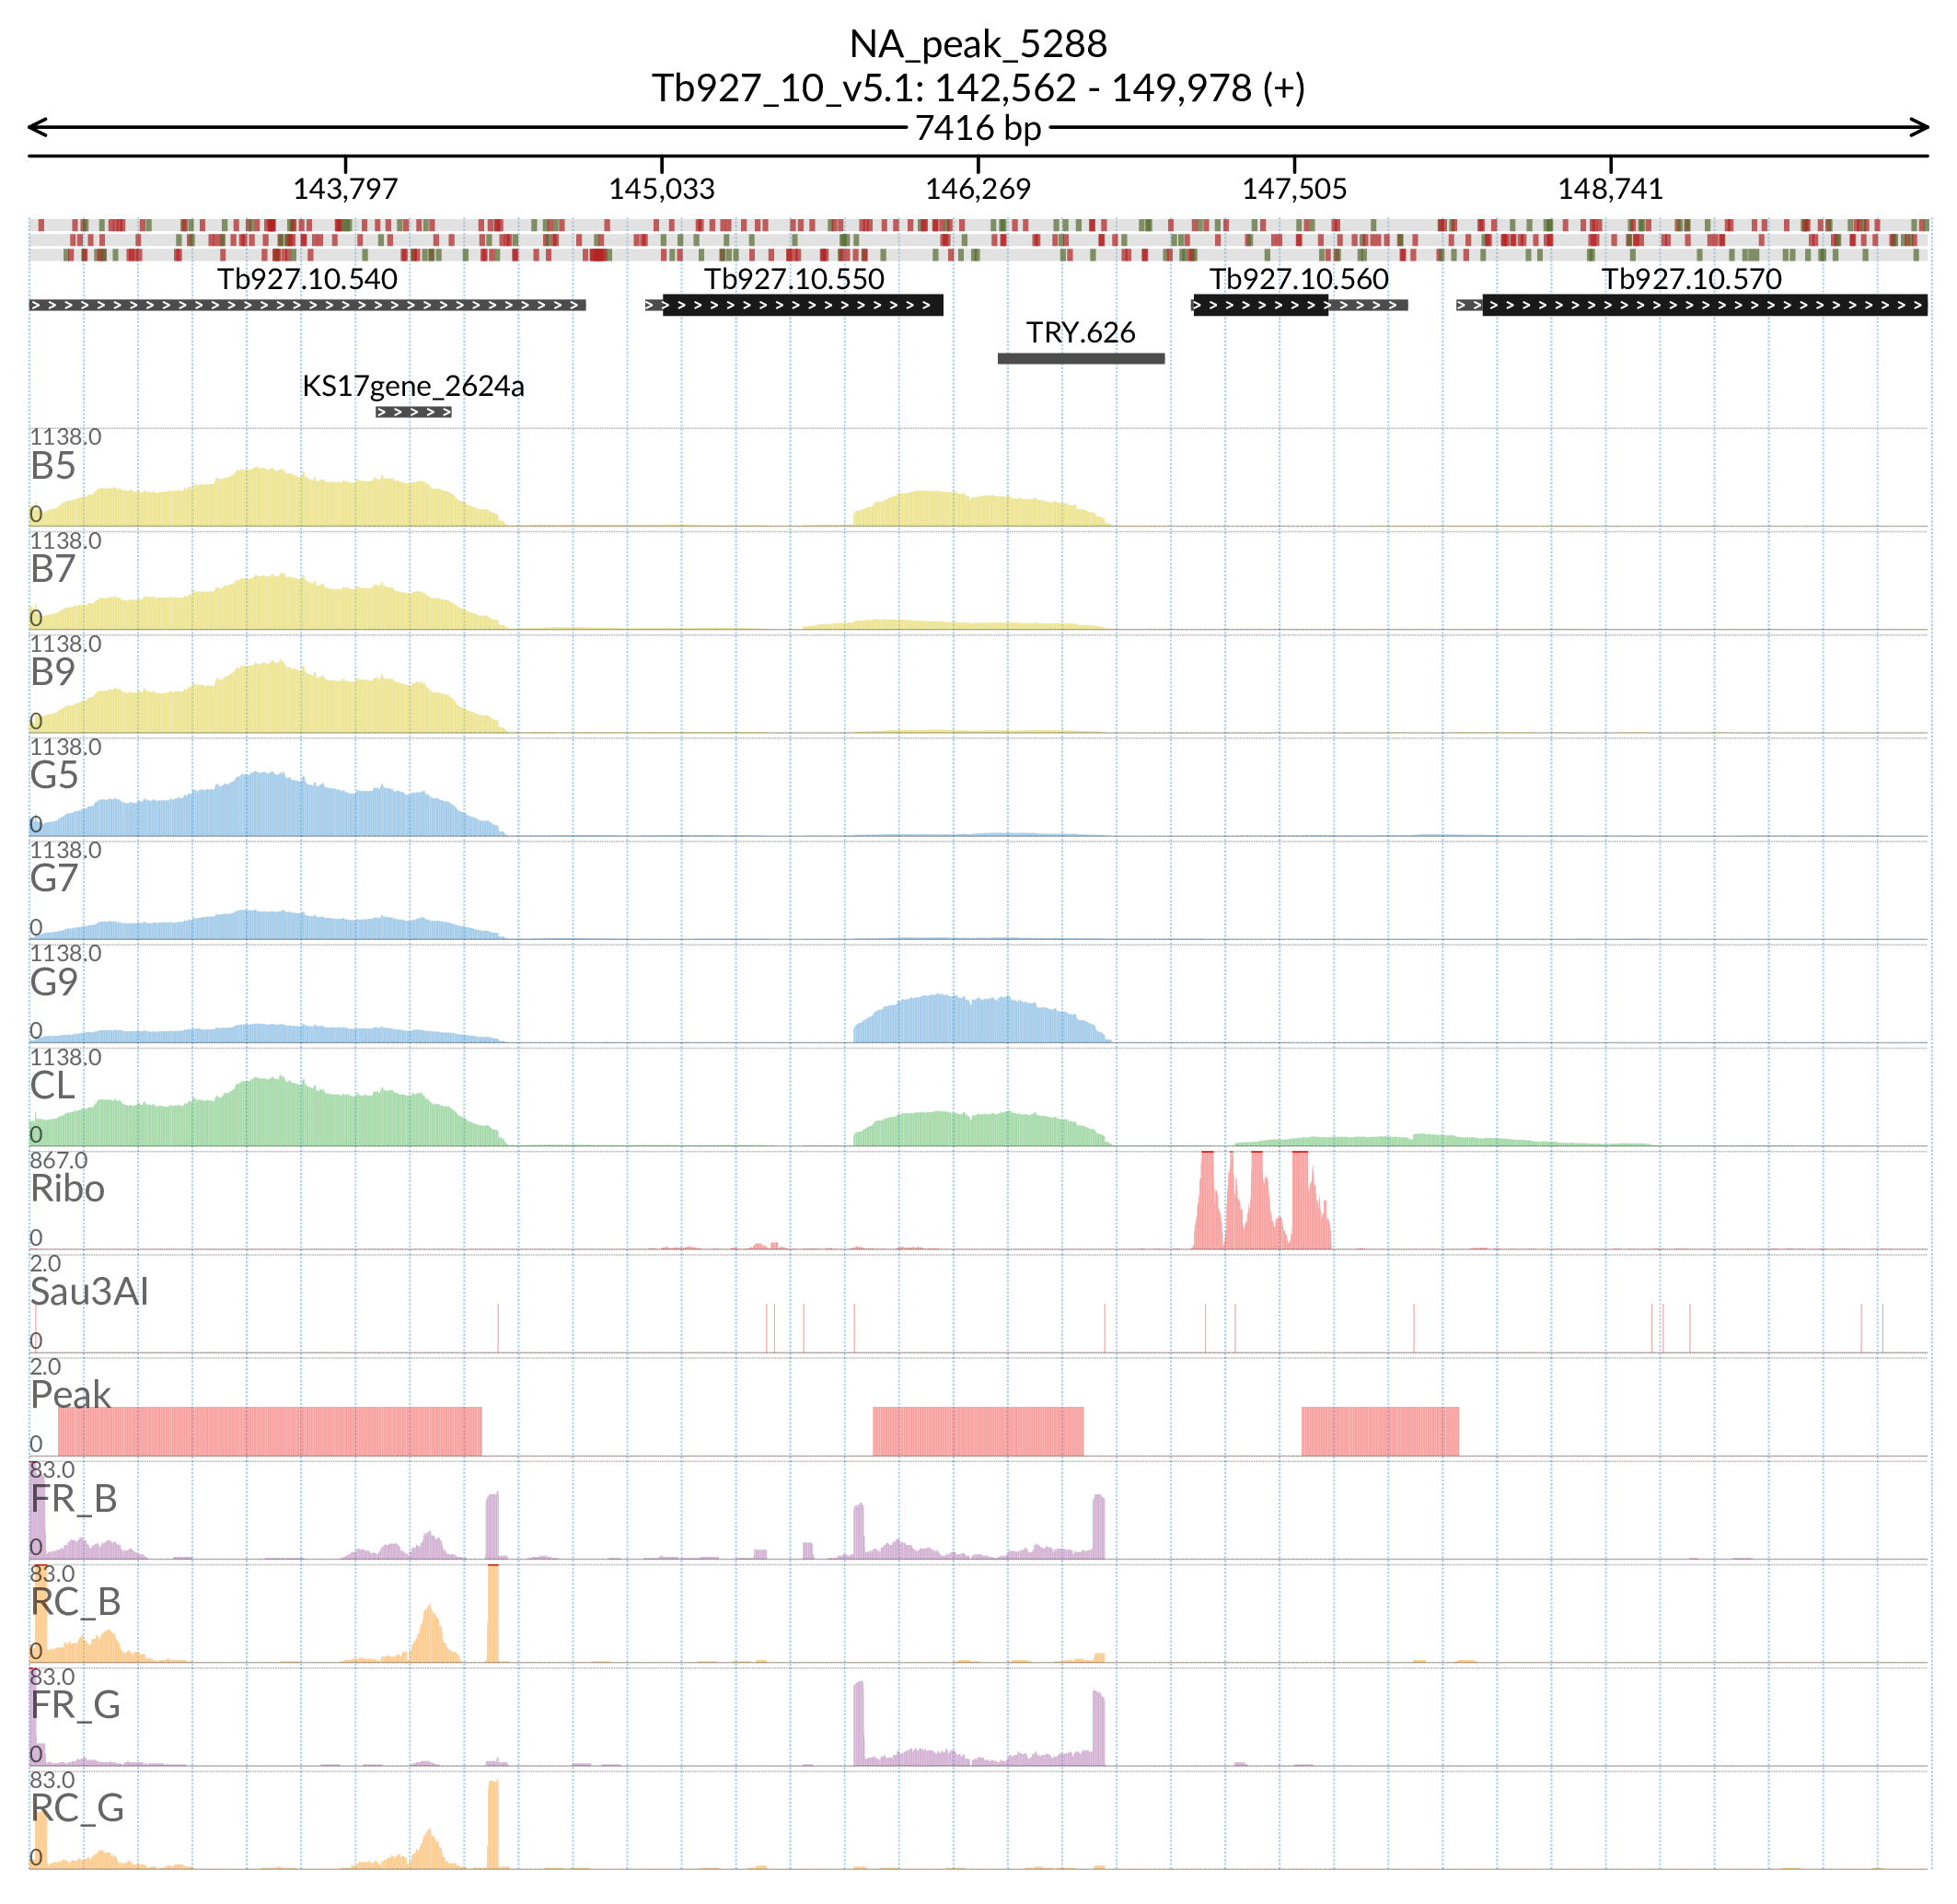 NA_peak_5288
Tb927_10_v5.1: 142,562 - 149,978 (+)
7416 bp
143,797 145,033 146,269 147,505 148,741
Tb927.10.540 Tb927.10.550 Tb927.10.560 Tb927.10.570
TRY.626
KS17gene_2624a
1138.0
B5
0
1138.0
B7
0
1138.0
B9
0
1138.0
G5
0
1138.0
G7
0
1138.0
G9
0
1138.0
CL
0
867.0
Ribo
0
2.0
Sau3AI
0
2.0
Peak
0
83.0
FR_B
0
83.0
RC_B
0
83.0
FR_G
0
83.0
RC_G
0